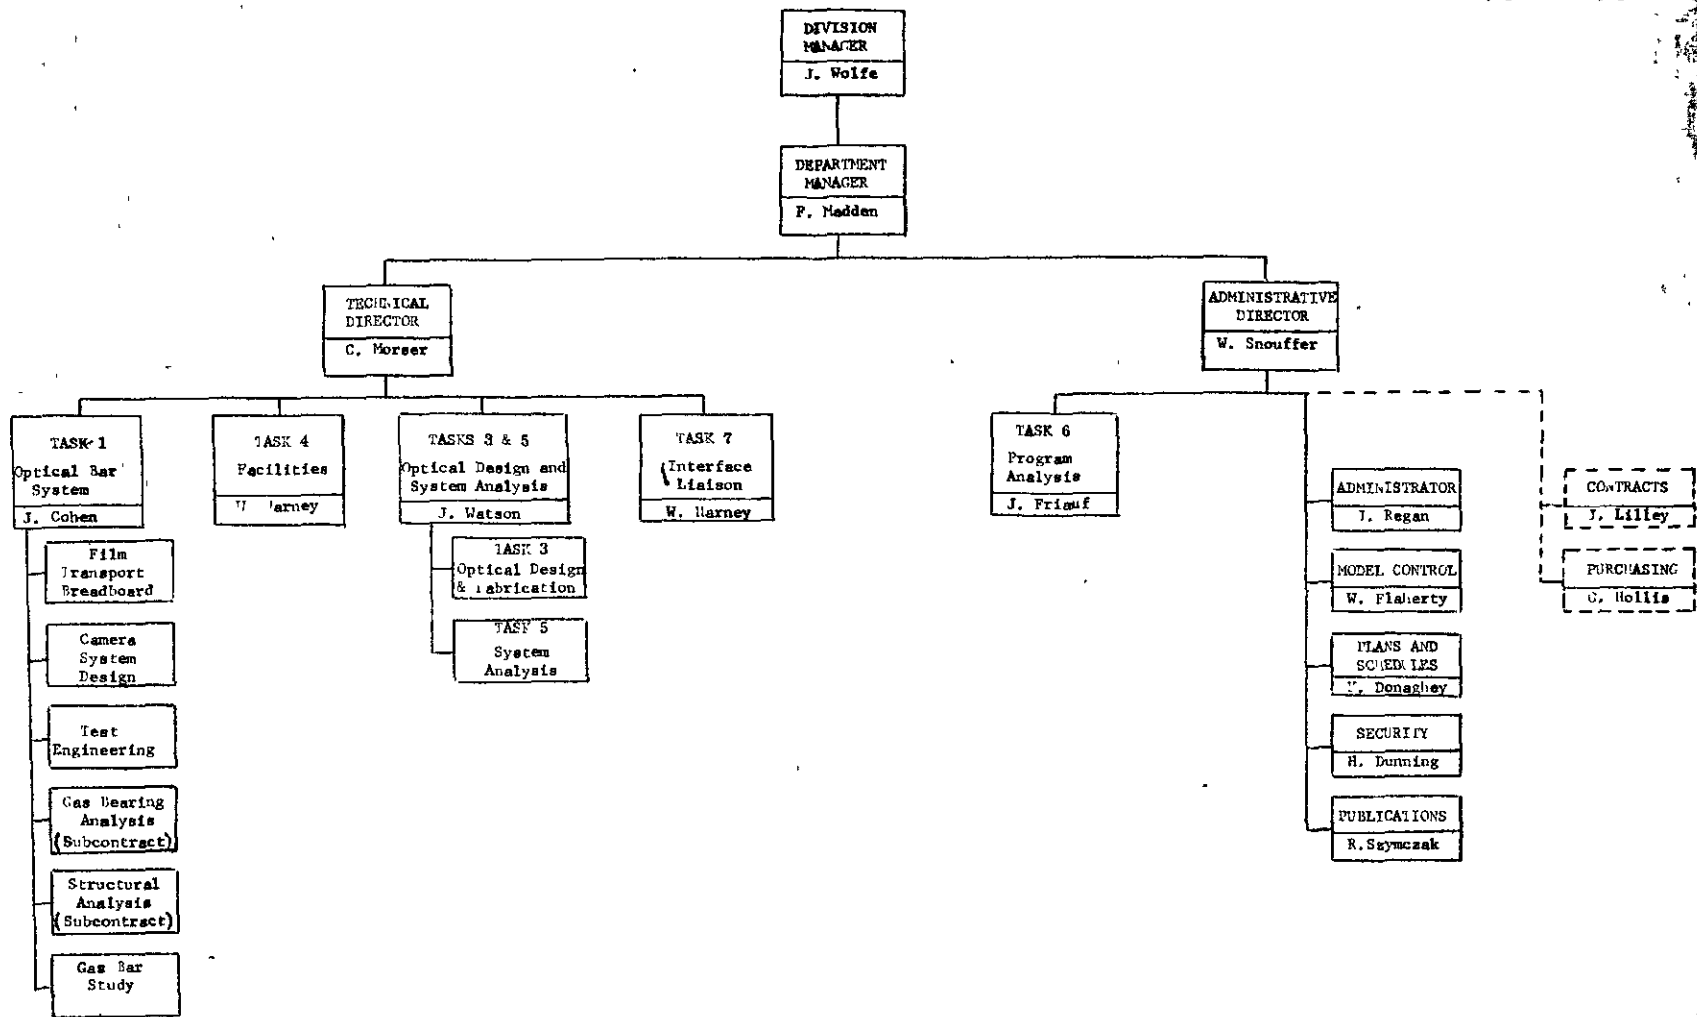 DIVISION
MANAGER
J. Wolfe
DEPARTMENT
MANAGER
F. Madden
TECHNICAL
DIRECTOR
C. Morser
ADMINISTRATIVE
DIRECTOR
W. Snouffer
TASK 1
Optical Bar
System
J. Cohen
TASK 4
Facilities
TASKS 3 & 5
Optical Design and
System Analysis
J. Watson
TASK 7
Interface
Liaison
W. Harney
TASK 6
Program
Analysis
J. Friauf
Film
Transport
Breadboard
Camera
System
Design
Test
Engineering
Gas Bearing
Analysis
(Subcontract)
Structural
Analysis
(Subcontract)
Gas Bar
Study
TASK 3
Optical Design
& Fabrication
TASK 5
System
Analysis
ADMINISTRATOR
Regan
MODEL CONTROL
W. Flaherty
PLANS AND
SCHEDULES
Donaghey
SECURITY
H. Dunning
PUBLICATIONS
R. Szymczak
CONTRACTS
J. Lilley
PURCHASING
Hollis